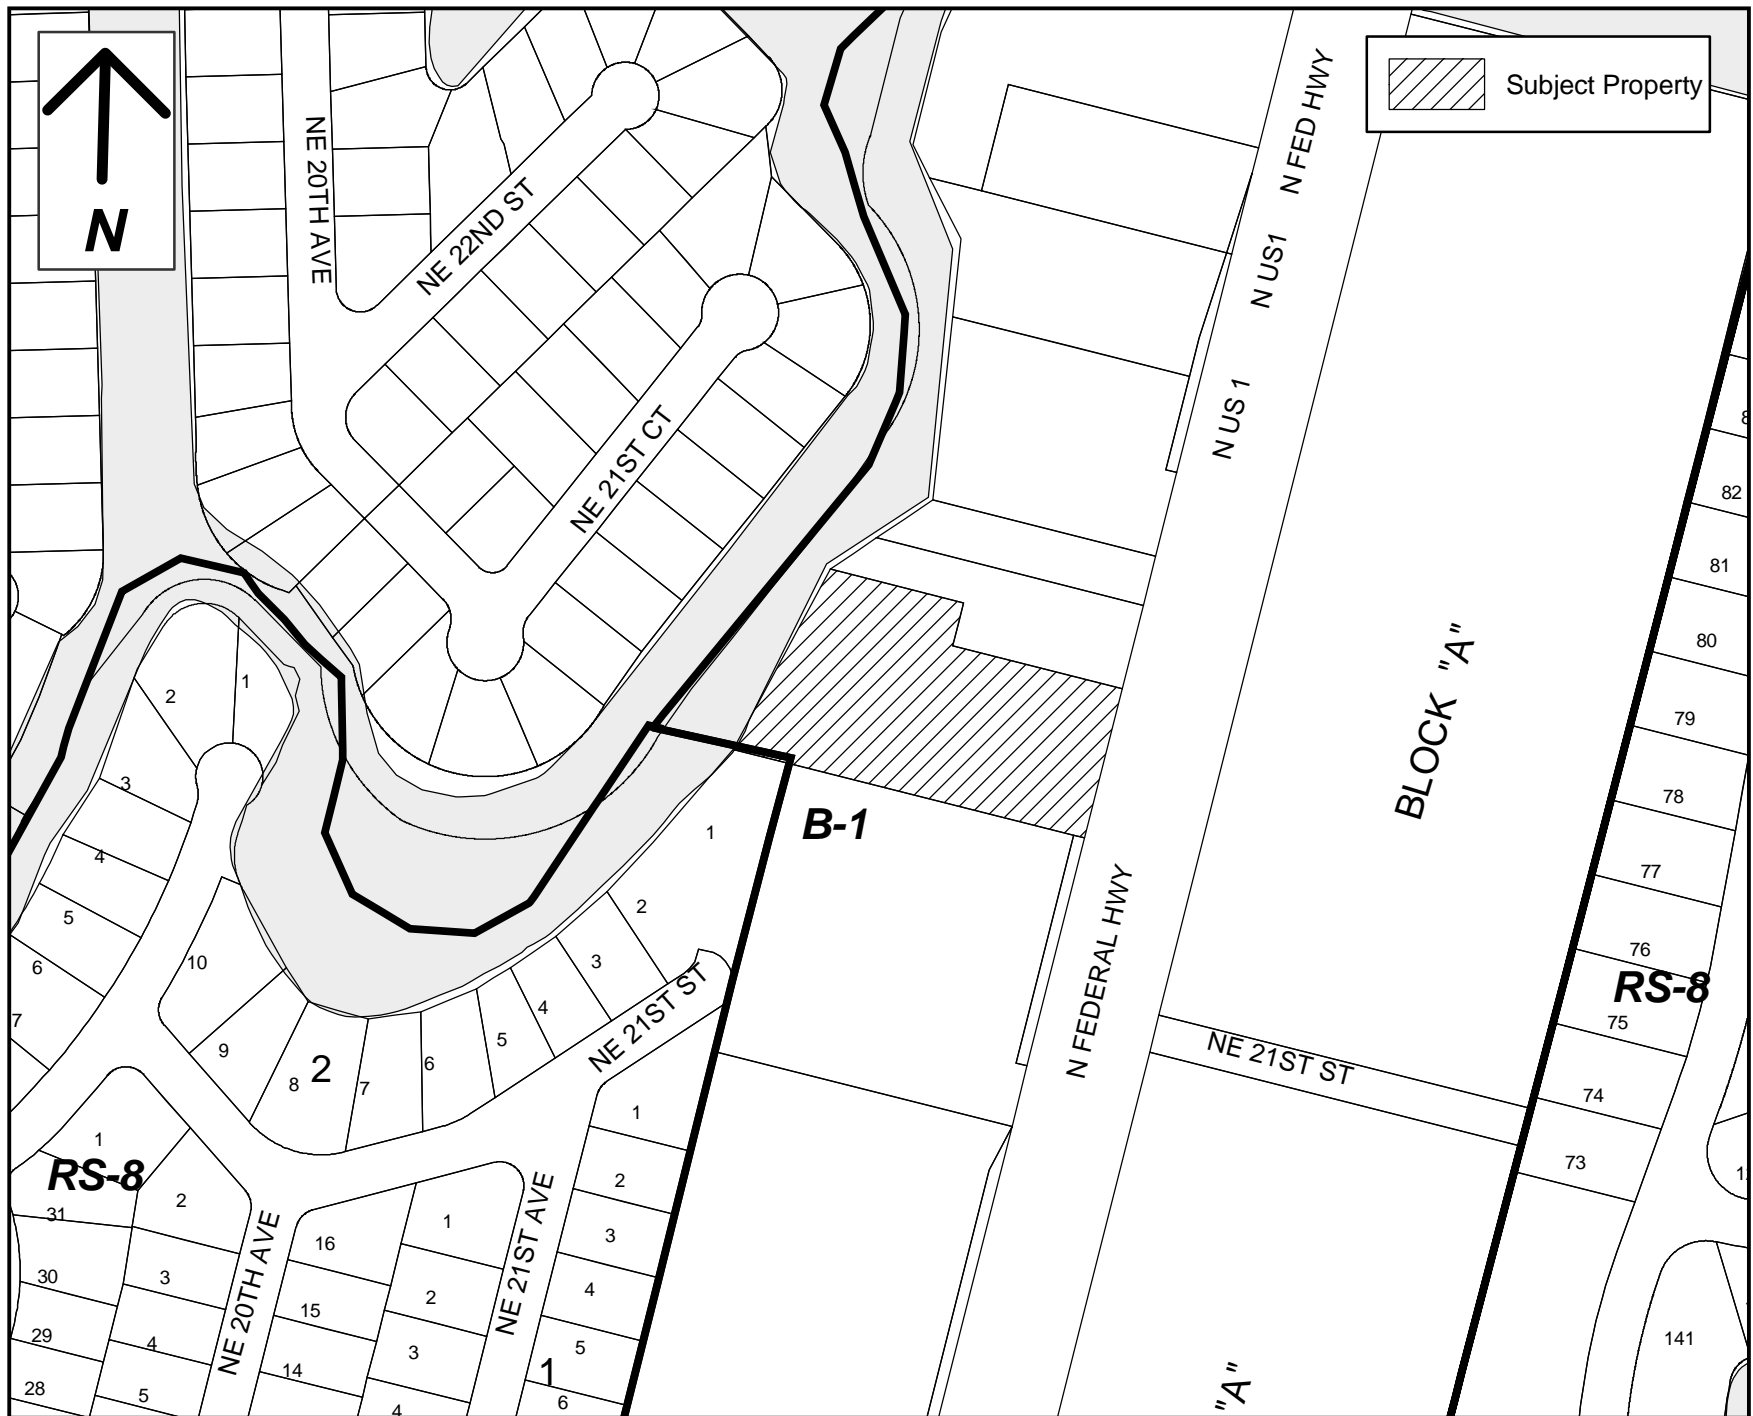 N
Subject Property
N FED HWY
NE 20TH AVE
NE 22ND ST
N US1
N US 1
NE 21ST CT
82
81
80
79
78
77
76
RS-8
75
74
73
BLOCK "A"
2
1
3
4
5
6
7
10
9
8
2
7
6
5
4
3
2
1
B-1
NE 21ST ST
N FEDERAL HWY
NE 21ST ST
1
RS-8
31
30
29
28
2
3
4
5
NE 20TH AVE
16
15
14
1
2
3
4
NE 21ST AVE
1
2
3
4
5
1
6
"A"
141